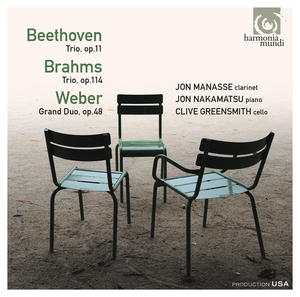 Beethoven
Trio, op.11
Brahms
Trio, op.114
Weber
Grand Duo, op.48
harmonia
mundi
JON MANASSE clarinet
JON NAKAMATSU piano
CLIVE GREENSMITH cello
PRODUCTION USA